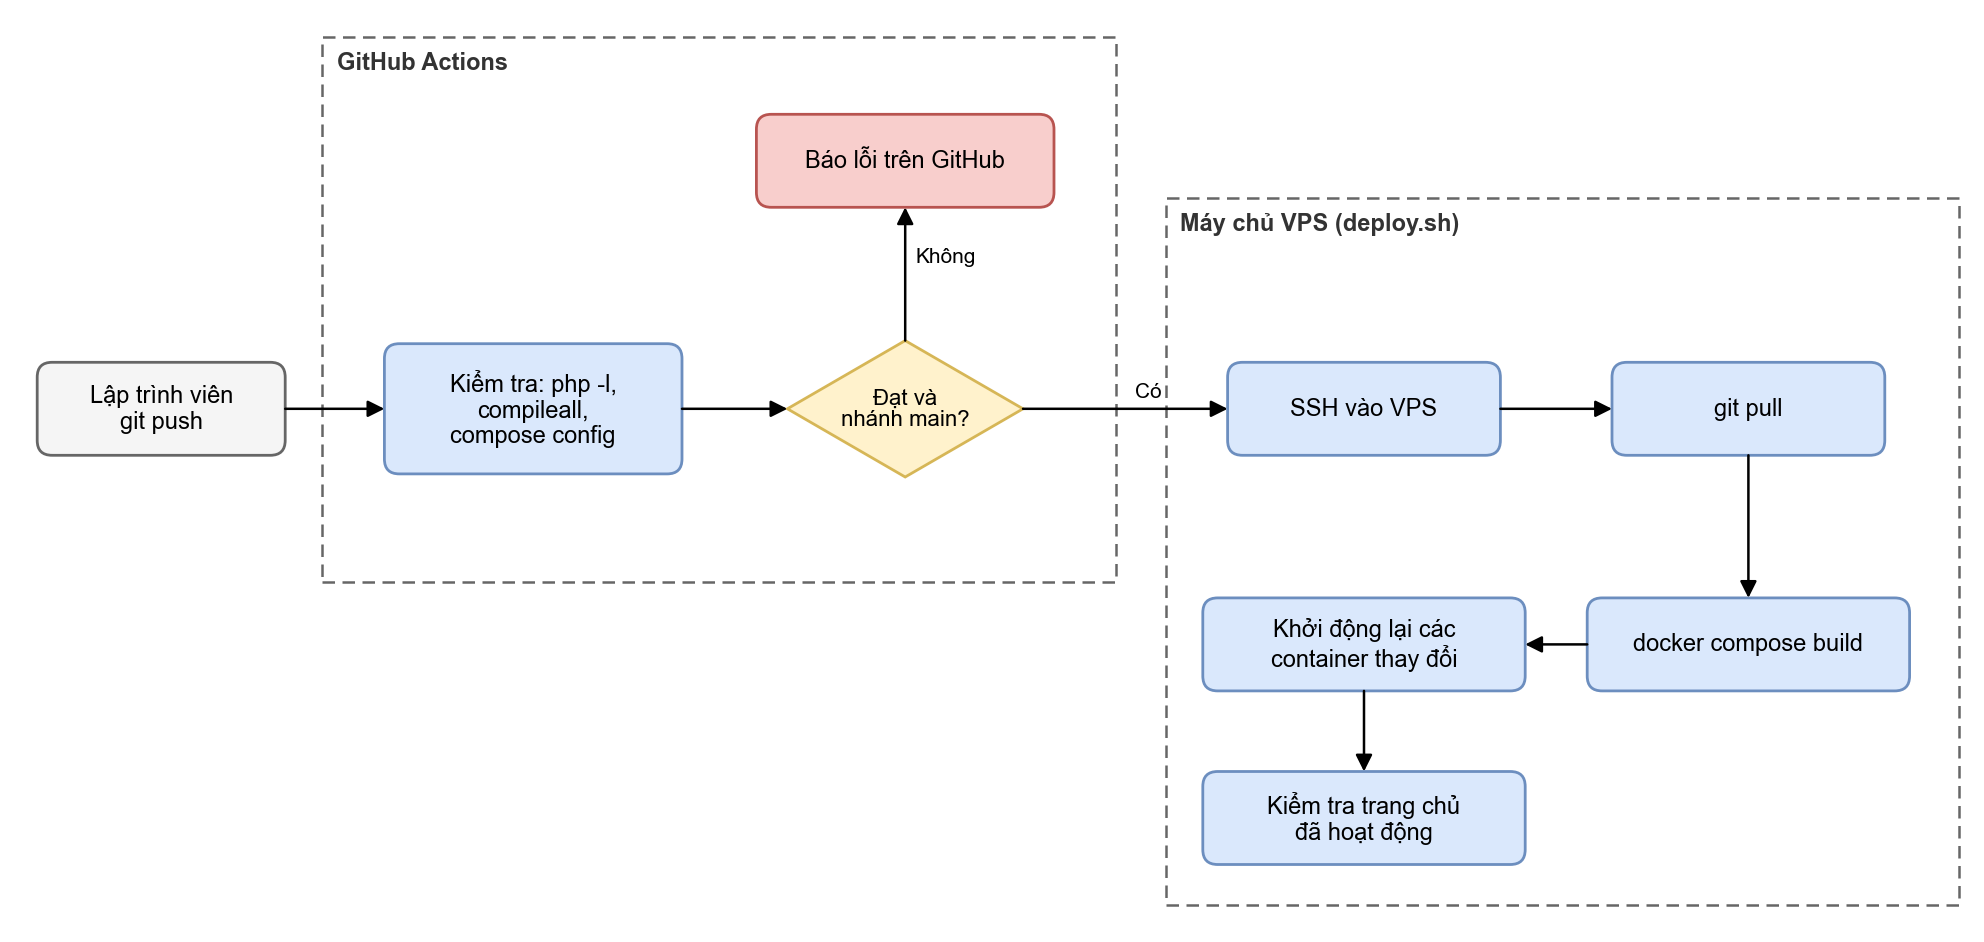 GitHub Actions
Báo lỗi trên GitHub
Không
Máy chủ VPS (deploy.sh)
Lập trình viên
git push
Kiểm tra: php -l,
compileall,
compose config
Đạt và
nhánh main?
Có
SSH vào VPS
git pull
docker compose build
Khởi động lại các
container thay đổi
Kiểm tra trang chủ
đã hoạt động